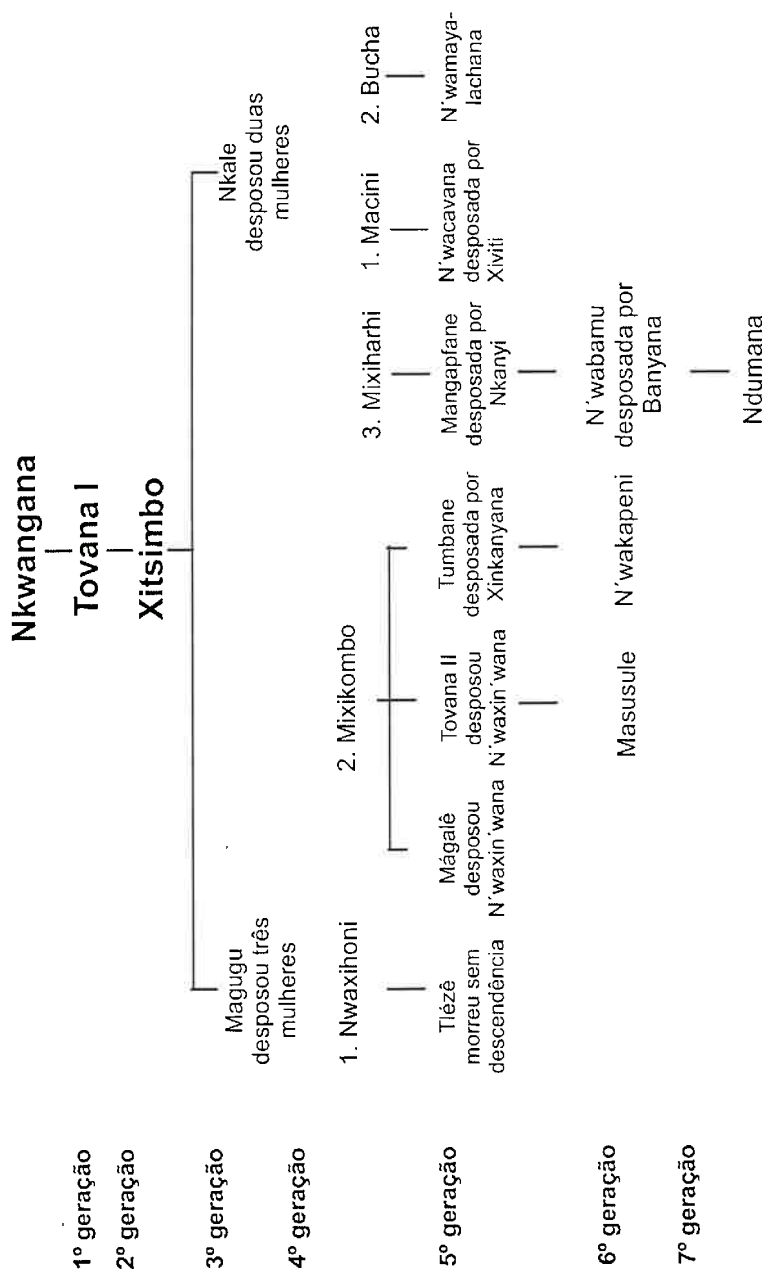 Nkwangana
Tovana I
Xitsimbo
1º geração
2º geração
3º geração
Magugu
desposou três
mulheres
Nkale
desposou duas
mulheres
4º geração
1. Nwaxihoni
2. Mixikombo
3. Mixiharhi
1. Macini
2. Bucha
5º geração
Tlézê
morreu sem
descendência
Mágalê
desposou
N´waxin´wana
Tovana II
desposou
N´waxin´wana
Tumbane
desposada por
Xinkanyana
Mangapfane
desposada por
Nkanyi
N´wacavana
desposada por
Xiviti
N´wamaya-
lachana
6º geração
Masusule
N´wakapeni
N´wabamu
desposada por
Banyana
7º geração
Ndumana